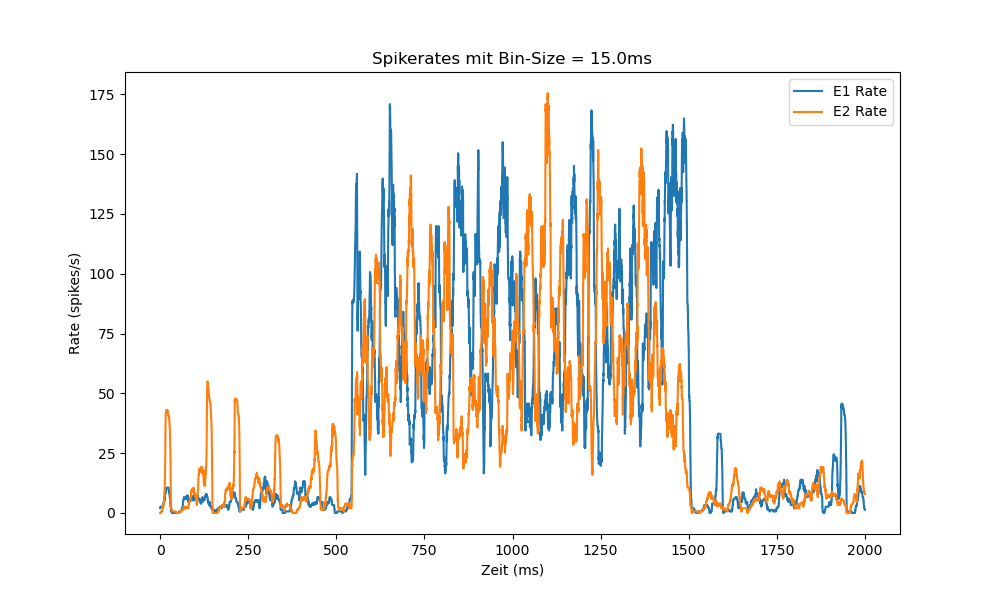 Spikerates mit Bin-Size = 15.0ms
E1 Rate
E2 Rate
175
150
125
100
75
50
25
0
Rate (spikes/s)
0 250 500 750 1000 1250 1500 1750 2000
Zeit (ms)